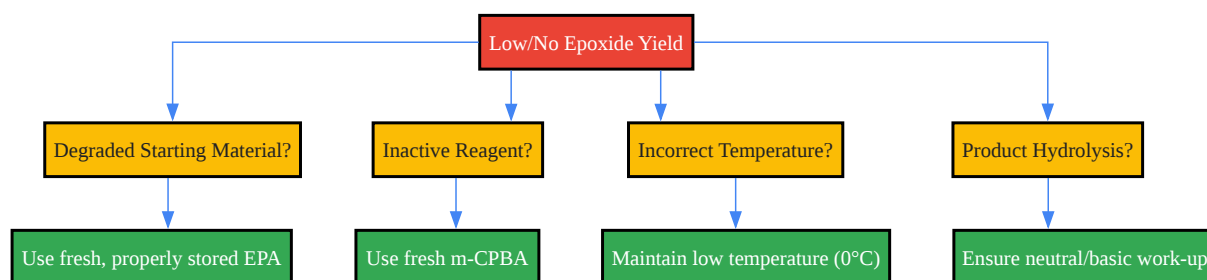 Low/No Epoxide Yield
Degraded Starting Material?
Inactive Reagent?
Incorrect Temperature?
Product Hydrolysis?
Use fresh, properly stored EPA
Use fresh m-CPBA
Maintain low temperature (0°C)
Ensure neutral/basic work-up